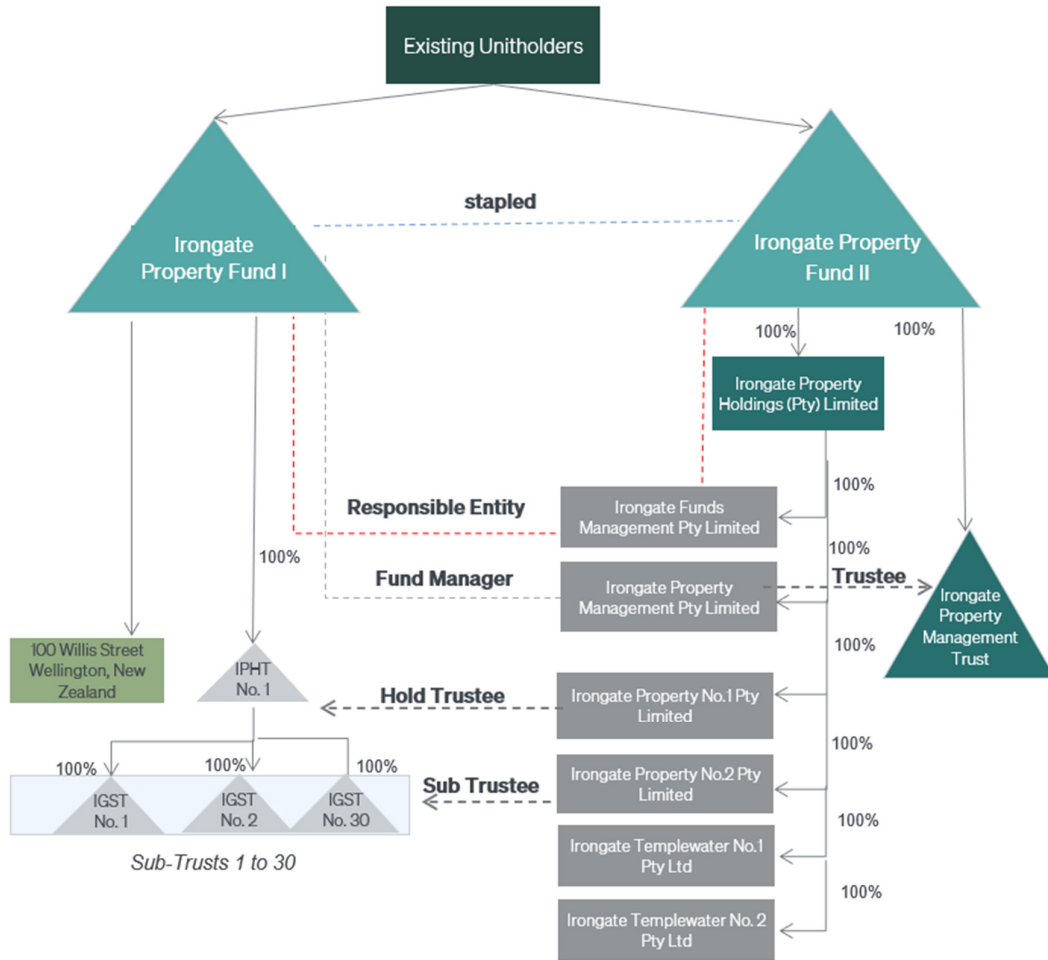 Existing Unitholders
stapled
Irongate
Property Fund I
Irongate Property
Fund II
100%
100%
Irongate Property
Holdings (Pty) Limited
100%
Responsible Entity
Irongate Funds
Management Pty Limited
100%
100%
Fund Manager
Irongate Property
Management Pty Limited
Trustee
Irongate
Property
Management
Trust
100 Willis Street
Wellington, New
Zealand
IPHT
No. 1
100%
Hold Trustee
Irongate Property No.1 Pty
Limited
100%
100%
100%
100%
Sub Trustee
Irongate Property No.2 Pty
Limited
IGST
No. 1
IGST
No. 2
IGST
No. 30
100%
Irongate Templewater No.1
Pty Ltd
Sub-Trusts 1 to 30
100%
Irongate Templewater No. 2
Pty Ltd